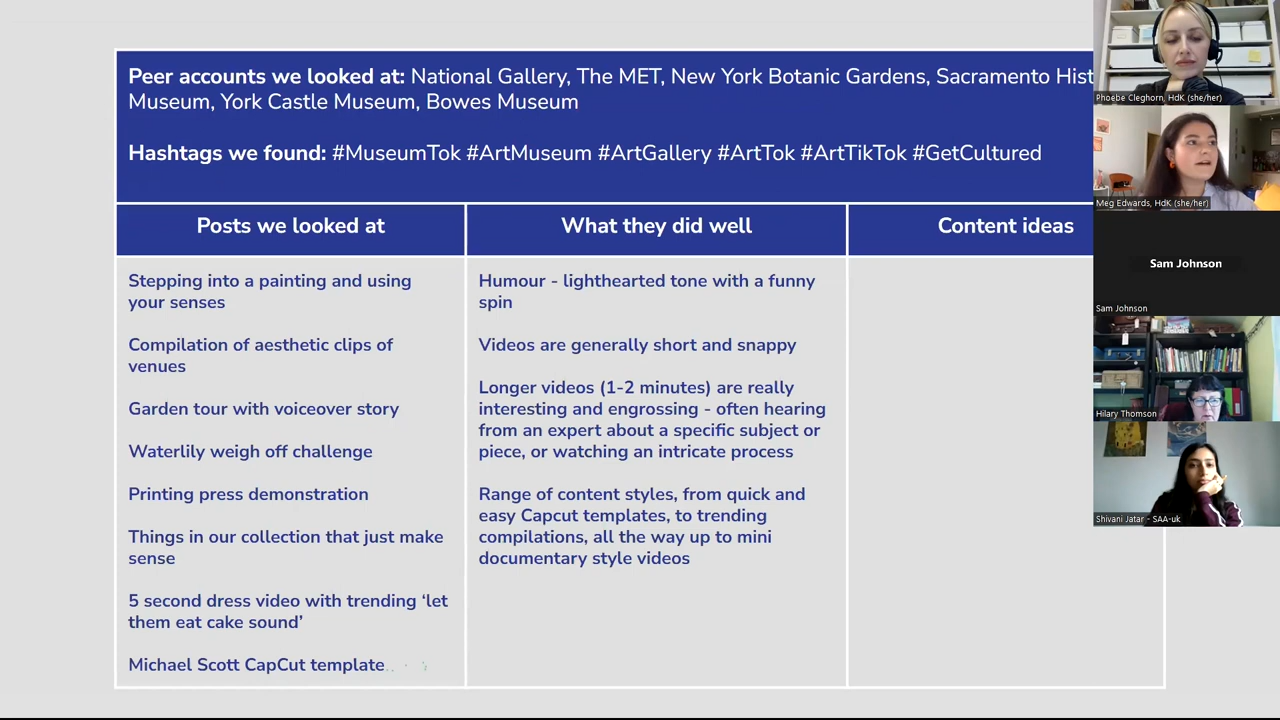 Peer accounts we looked at: National Gallery, The MET, New York Botanic Gardens, Sacramento Hist
Museum, York Castle Museum, Bowes Museum
Hashtags we found: #MuseumTok #ArtMuseum #ArtGallery #ArtTok #ArtTikTok #GetCultured
Posts we looked at
Stepping into a painting and using
your senses
Compilation of aesthetic clips of
venues
Garden tour with voiceover story
Waterlily weigh off challenge
Printing press demonstration
Things in our collection that just make
sense
5 second dress video with trending ‘let
them eat cake sound’
Michael Scott CapCut template
What they did well
Humour - lighthearted tone with a funny
spin
Videos are generally short and snappy
Longer videos (1-2 minutes) are really
interesting and engrossing - often hearing
from an expert about a specific subject or
piece, or watching an intricate process
Range of content styles, from quick and
easy Capcut templates, to trending
compilations, all the way up to mini
documentary style videos
Content ideas
Phoebe Cleghorn, HdK (she/her)
Meg Edwards, HdK (she/her)
Sam Johnson
Sam Johnson
Hilary Thomson
Shivani Jatar - SAA-uk